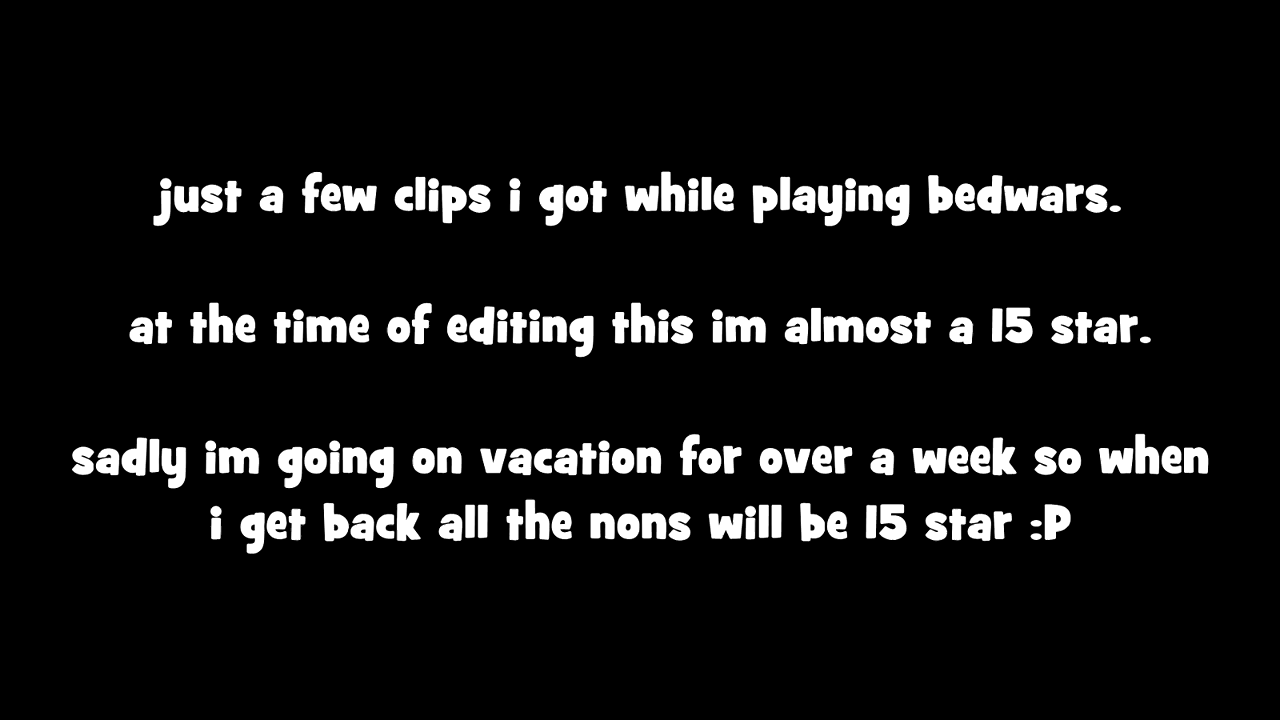 just a few clips i got while playing bedwars.
at the time of editing this im almost a 15 star.
sadly im going on vacation for over a week so when
i get back all the nons will be 15 star :P